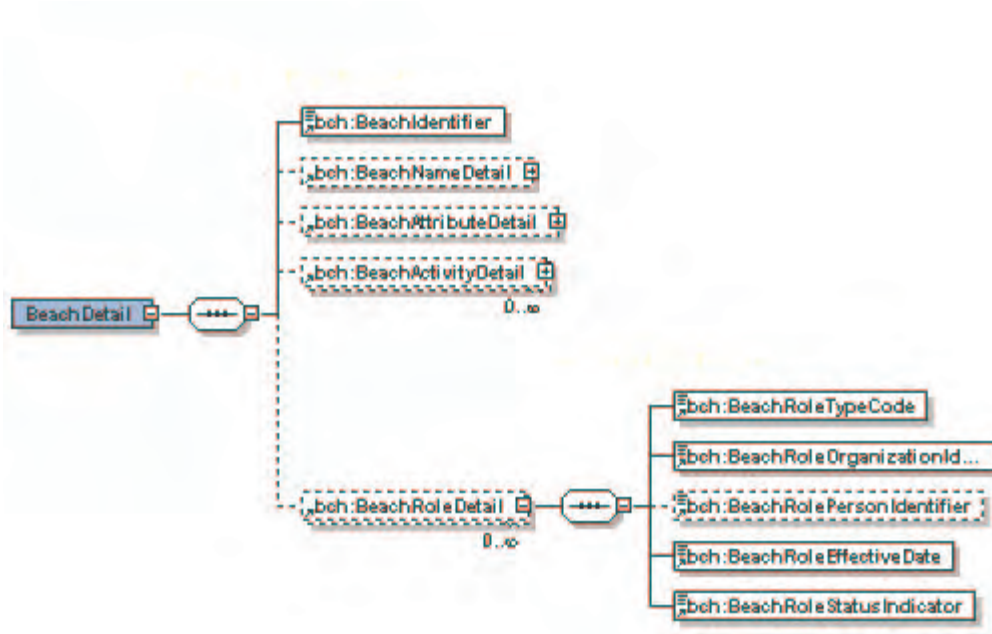 bch:BeachIdentifier
bch:BeachNameDetail
bch:BeachAttributeDetail
bch:BeachActivityDetail
0..∞
BeachDetail
bch:BeachRoleTypeCode
bch:BeachRoleOrganizationId...
bch:BeachRoleDetail
bch:BeachRolePersonIdentifier
0..∞
bch:BeachRoleEffectiveDate
bch:BeachRoleStatusIndicator